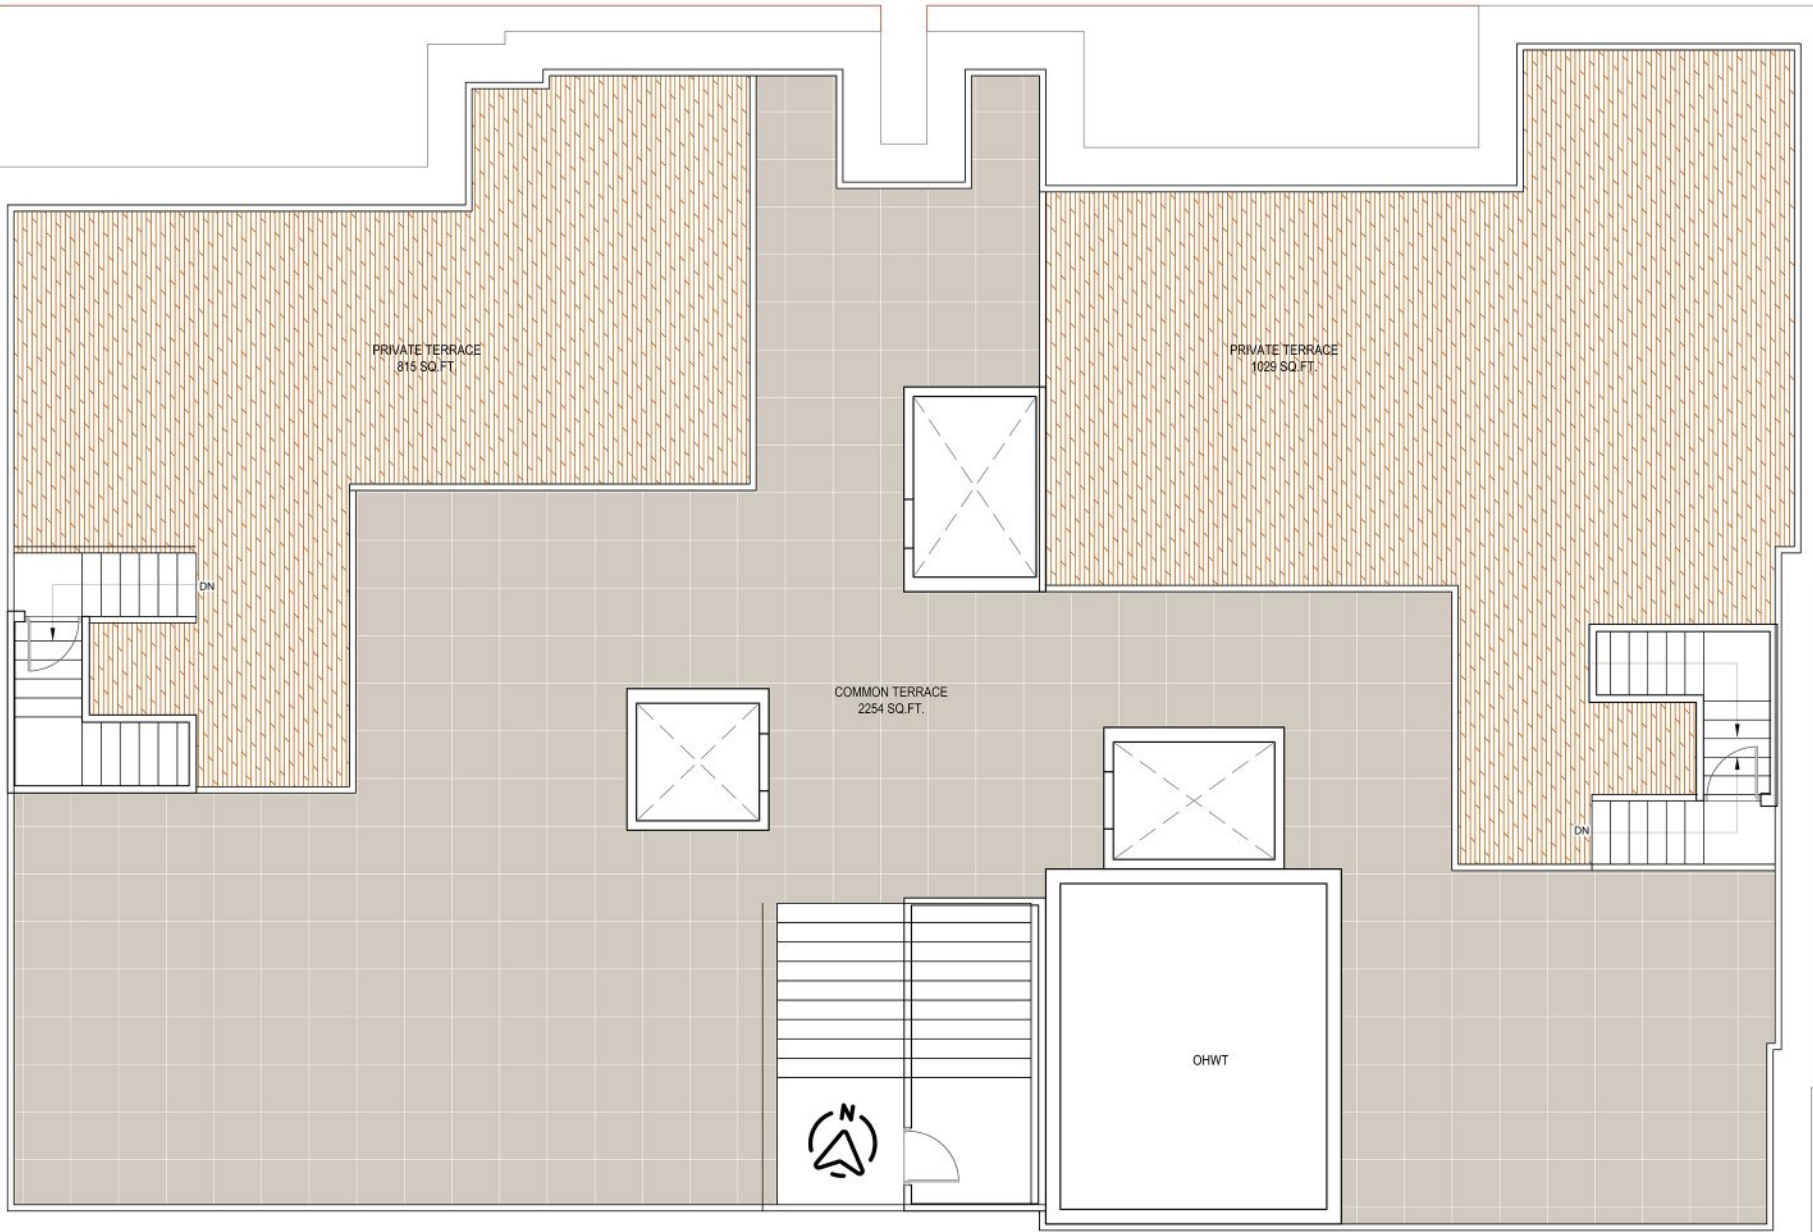 PRIVATE TERRACE
815 SQ.FT.
PRIVATE TERRACE
1029 SQ.FT.
DN
COMMON TERRACE
2254 SQ.FT.
DN
OHWT
N